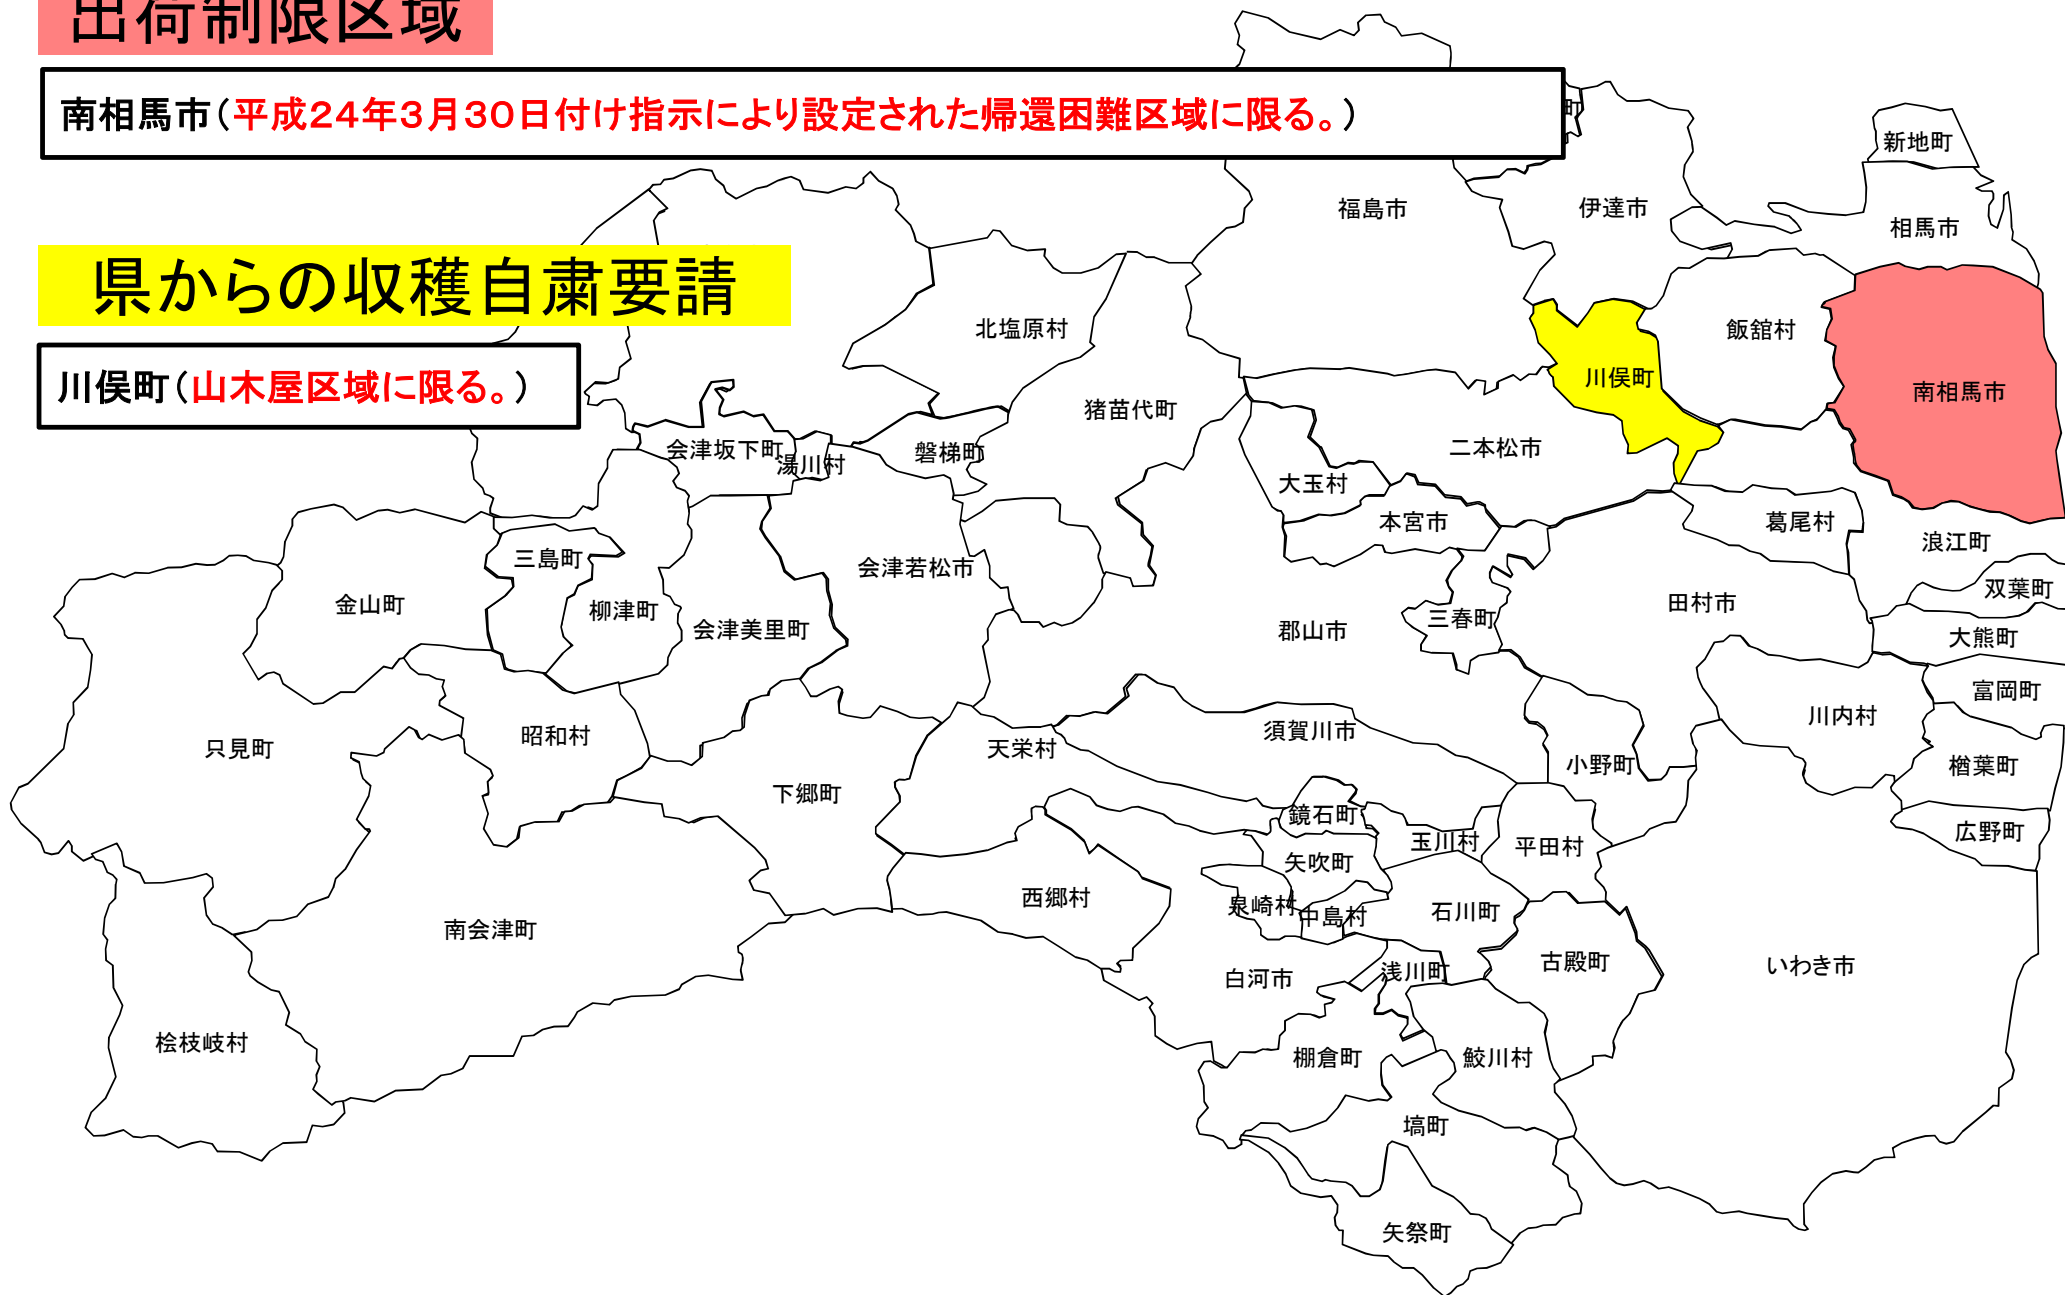 出荷制限区域
南相馬市（平成24年3月30日付け指示により設定された帰還困難区域に限る。）
町
新地町
福島市
伊達市
相馬市
県からの収穫自粛要請
北塩原村
飯舘村
川俣町（山木屋区域に限る。）
川俣町
南相馬市
猪苗代町
会津坂下町
湯川村
磐梯町
二本松市
大玉村
本宮市
葛尾村
浪江町
三島町
会津若松市
双葉町
金山町
柳津町
会津美里町
郡山市
三春町
田村市
大熊町
富岡町
只見町
昭和村
天栄村
須賀川市
川内村
小野町
楢葉町
下郷町
鏡石町
玉川村
平田村
広野町
矢吹町
西郷村
泉崎村
中島村
石川町
南会津町
古殿町
いわき市
白河市
浅川町
桧枝岐村
棚倉町
鮫川村
塙町
矢祭町